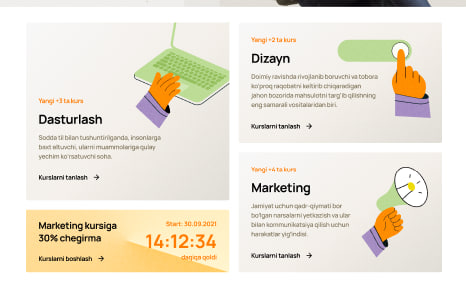 Yangi +3 ta kurs
Dasturlash
Sodda til bilan tushuntirilganda, insonlarga
baxt eltuvchi, ularni muammolariga qulay
yechim ko'rsatuvchi soha.
Kurslarni tanlash
Marketing kursiga
30% chegirma
Kurslarni boshlash
Start: 30.09.2021
14:12:34
daqiqa qoldi
Yangi +2 ta kurs
Dizayn
Doimiy ravishda rivojlanib boruvchi va tobora
ko'proq raqobatni keltirib chiqaradigan
jahon bozorida mahsulotni targ'ib qilishning
eng samarali vositalaridan biri.
Kurslarni tanlash
Yangi +4 ta kurs
Marketing
Jamiyat uchun qadr-qiymati bor
bo'lgan narsalarni yetkazish va ular
bilan kommunikatsiya qilish uchun
harakatlar yig'indisi.
Kurslarni tanlash